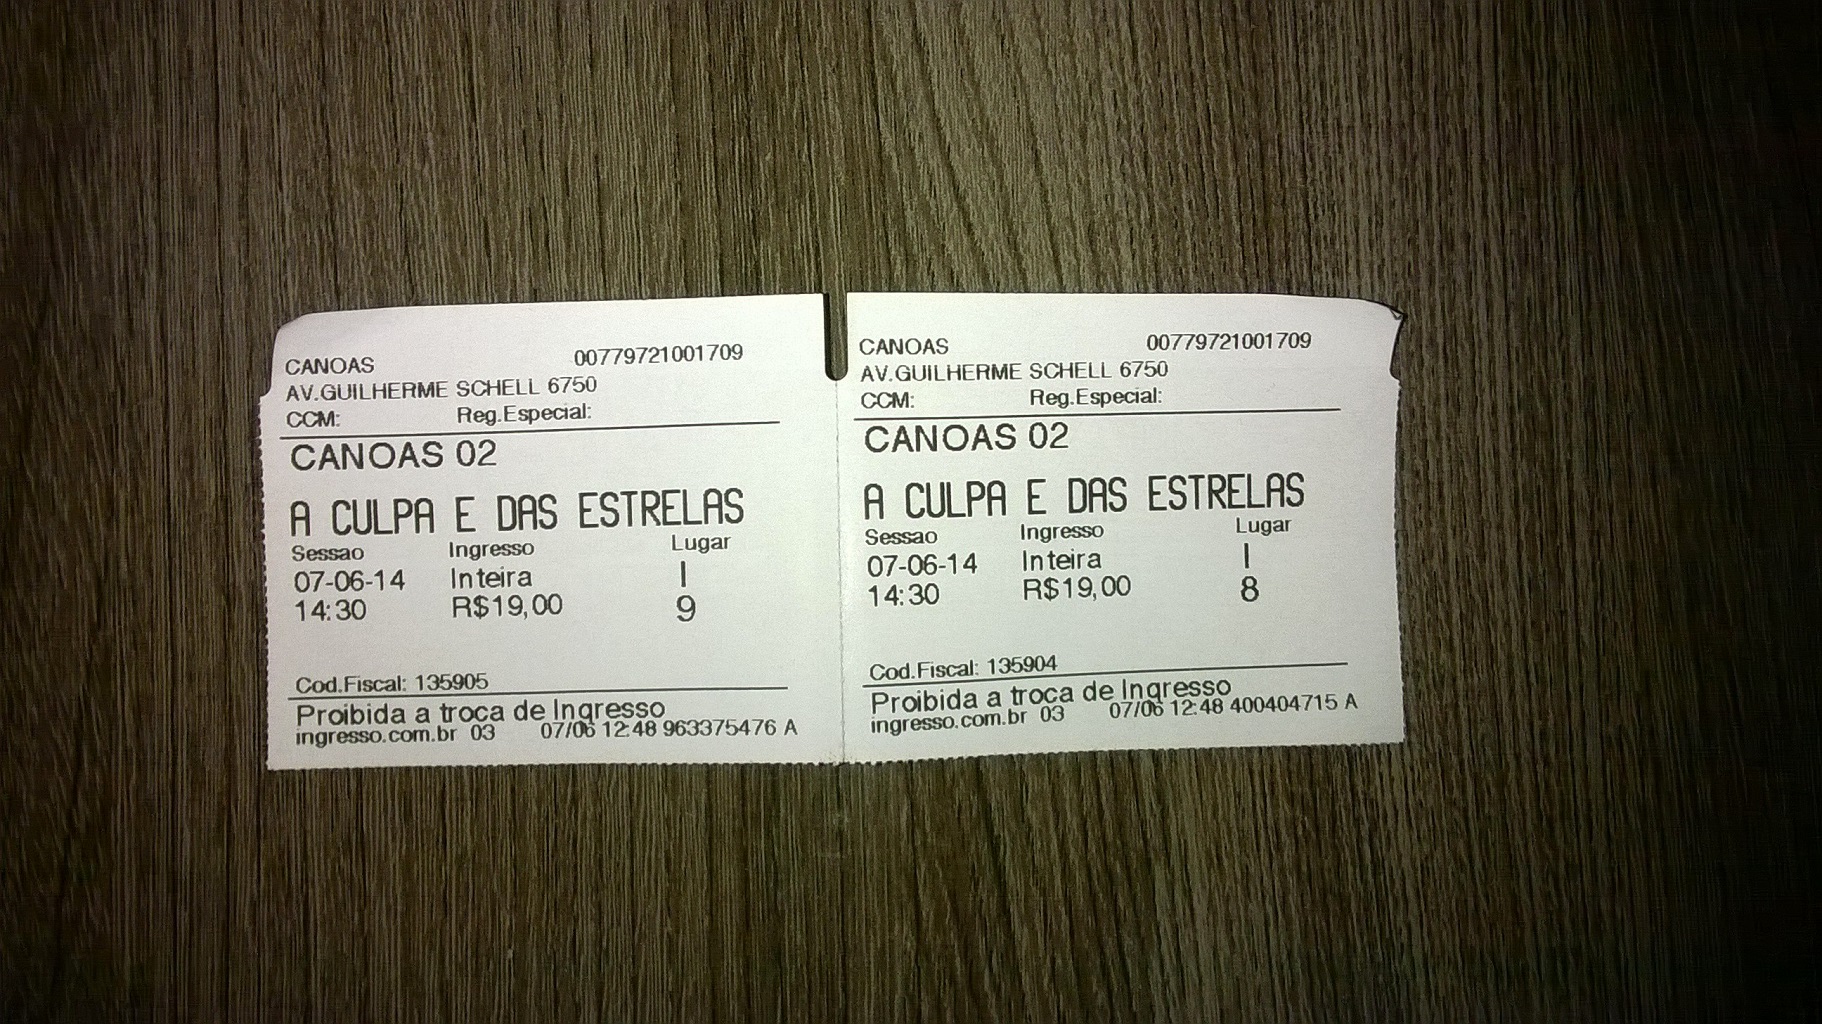 CANOAS 00779721001709
AV.GUILHERME SCHELL 6750
CCM: Reg.Especial:
CANOAS 02
A CULPA E DAS ESTRELAS
Sessao Ingresso Lugar
07-06-14 Inteira I
14:30 R$19,00 9
Cod.Fiscal: 135905
Proibida a troca de Ingresso
ingresso.com.br 03 07/06 12:48 963375476 A
CANOAS 00779721001709
AV.GUILHERME SCHELL 6750
CCM: Reg.Especial:
CANOAS 02
A CULPA E DAS ESTRELAS
Sessao Ingresso Lugar
07-06-14 Inteira I
14:30 R$19,00 8
Cod.Fiscal: 135904
Proibida a troca de Ingresso
ingresso.com.br 03 07/06 12:48 400404715 A